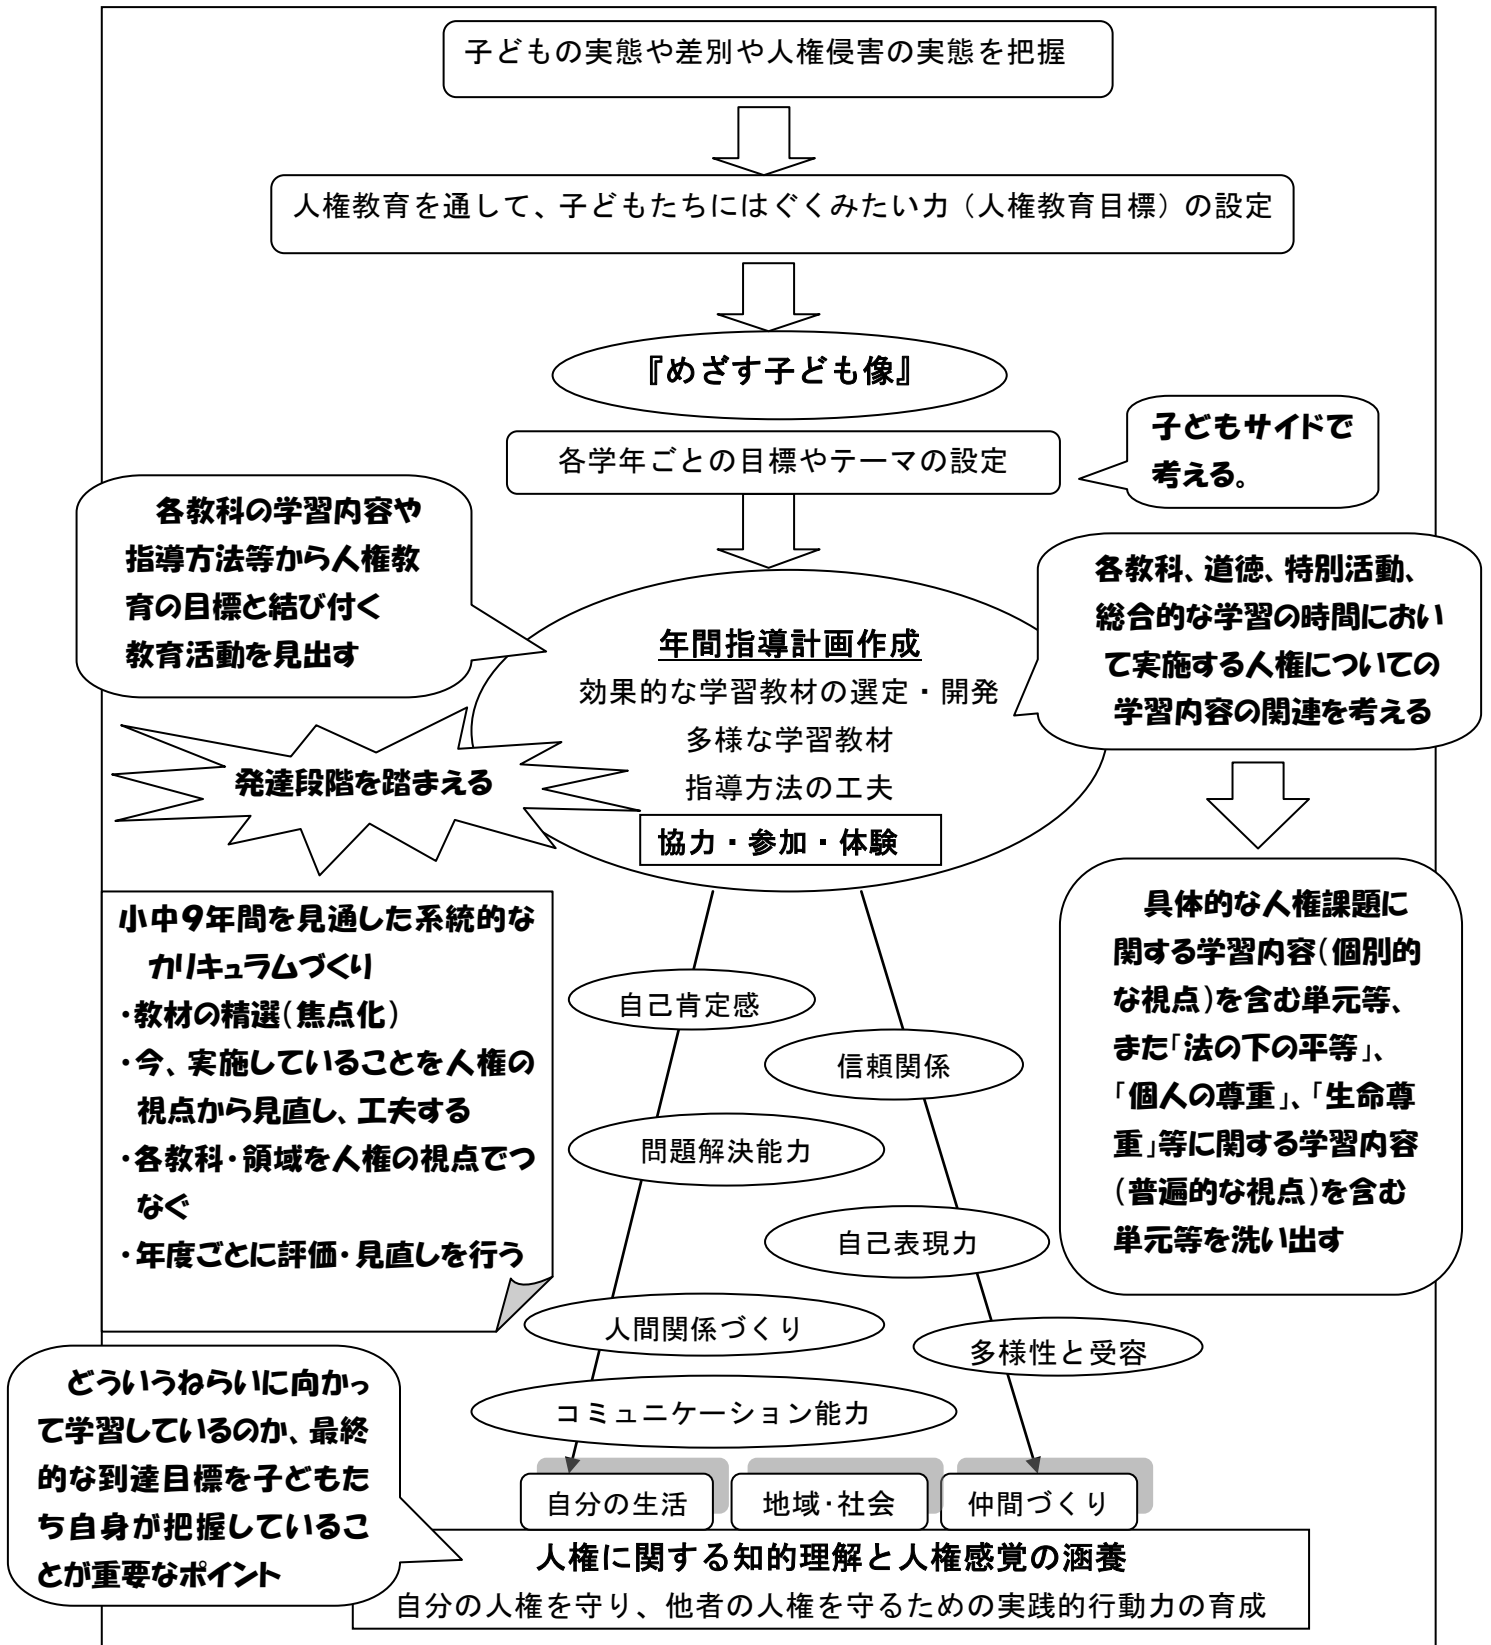 子どもの実態や差別や人権侵害の実態を把握
人権教育を通して、子どもたちにはぐくみたい力（人権教育目標）の設定
『めざす子ども像』
各学年ごとの目標やテーマの設定
子どもサイドで
考える。
各教科の学習内容や
指導方法等から人権教
育の目標と結び付く
教育活動を見出す
各教科、道徳、特別活動、
総合的な学習の時間におい
て実施する人権についての
学習内容の関連を考える
年間指導計画作成
効果的な学習教材の選定・開発
多様な学習教材
指導方法の工夫
協力・参加・体験
発達段階を踏まえる
小中９年間を見通した系統的な
カリキュラムづくり
・教材の精選（焦点化）
・今、実施していることを人権の
視点から見直し、工夫する
・各教科・領域を人権の視点でつ
なぐ
・年度ごとに評価・見直しを行う
具体的な人権課題に
関する学習内容（個別的
な視点）を含む単元等、
また「法の下の平等」、
「個人の尊重」、「生命尊
重」等に関する学習内容
（普遍的な視点）を含む
単元等を洗い出す
自己肯定感
信頼関係
問題解決能力
自己表現力
人間関係づくり
多様性と受容
コミュニケーション能力
どういうねらいに向かっ
て学習しているのか、最終
的な到達目標を子どもた
ち自身が把握しているこ
とが重要なポイント
自分の生活
地域・社会
仲間づくり
人権に関する知的理解と人権感覚の涵養
自分の人権を守り、他者の人権を守るための実践的行動力の育成